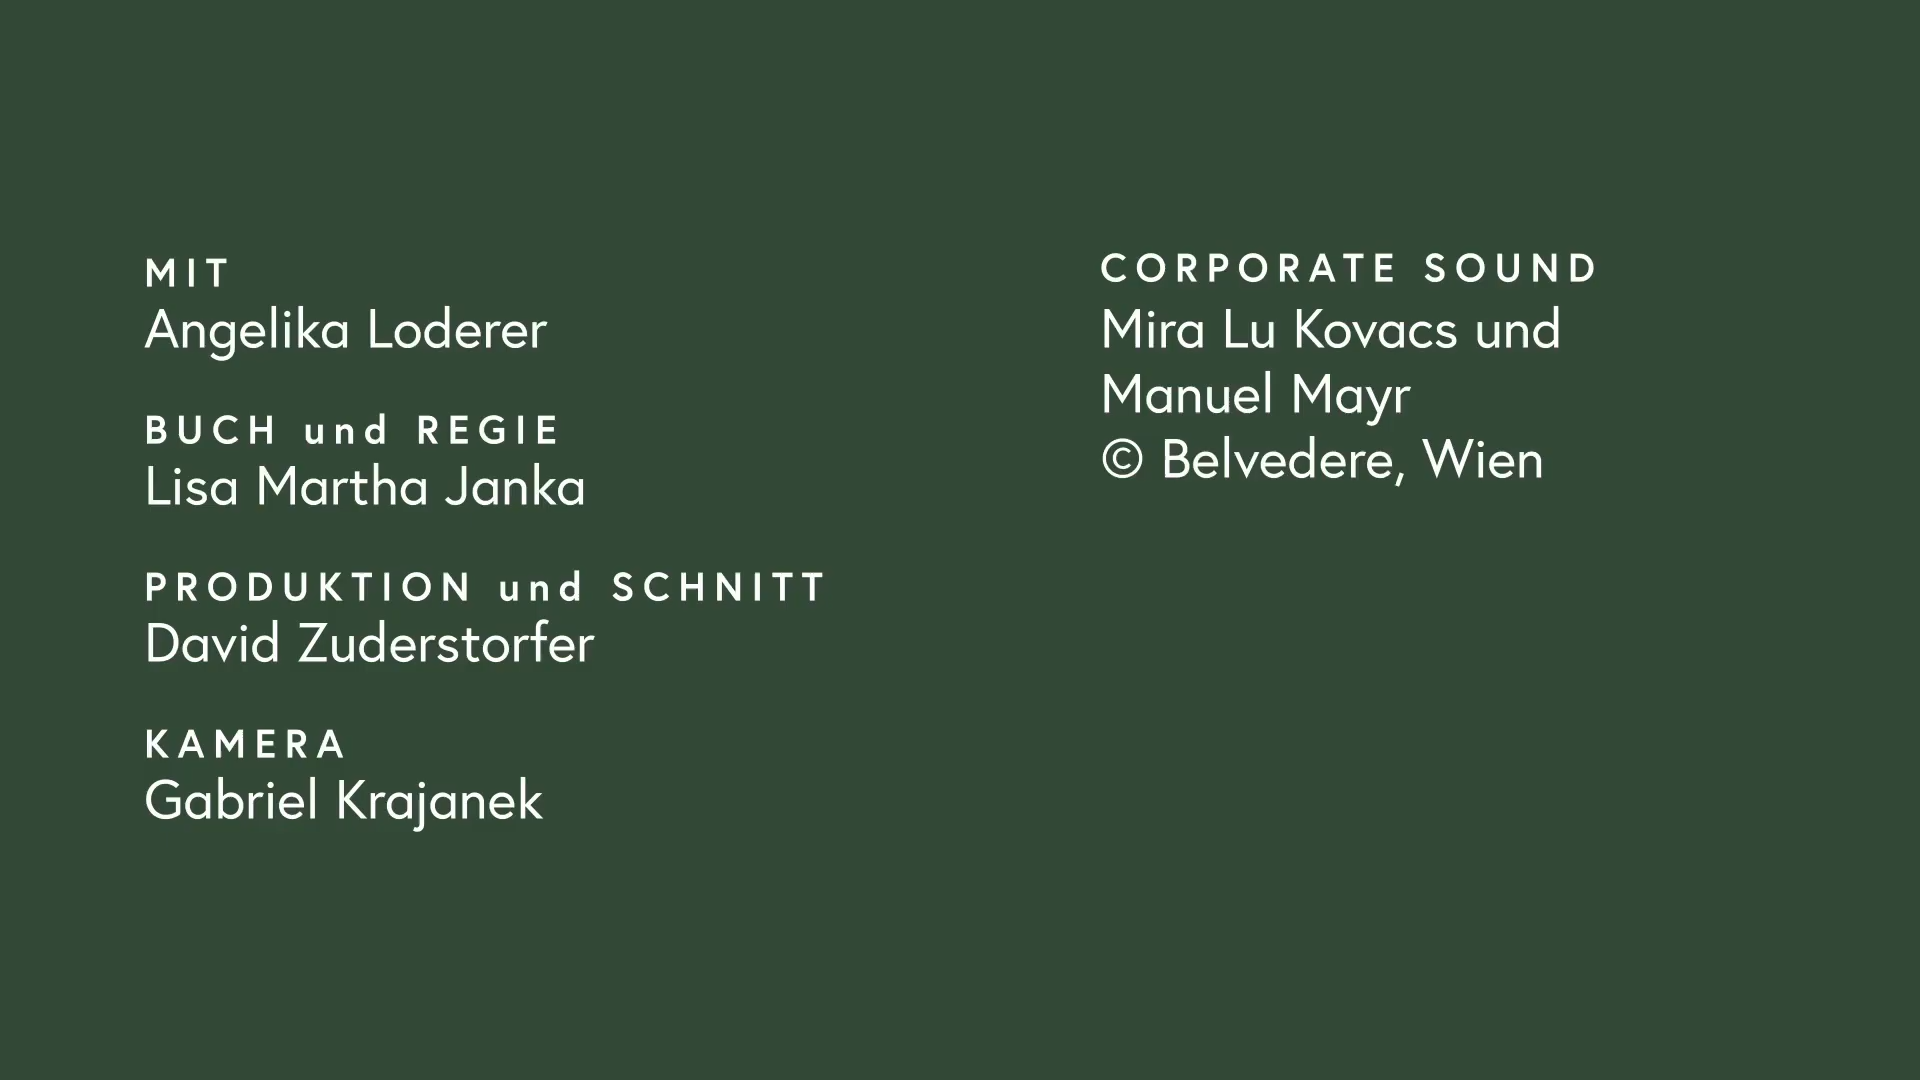 MIT
Angelika Loderer
BUCH und REGIE
Lisa Martha Janka
PRODUKTION und SCHNITT
David Zuderstorfer
KAMERA
Gabriel Krajanek
CORPORATE SOUND
Mira Lu Kovacs und
Manuel Mayr
© Belvedere, Wien